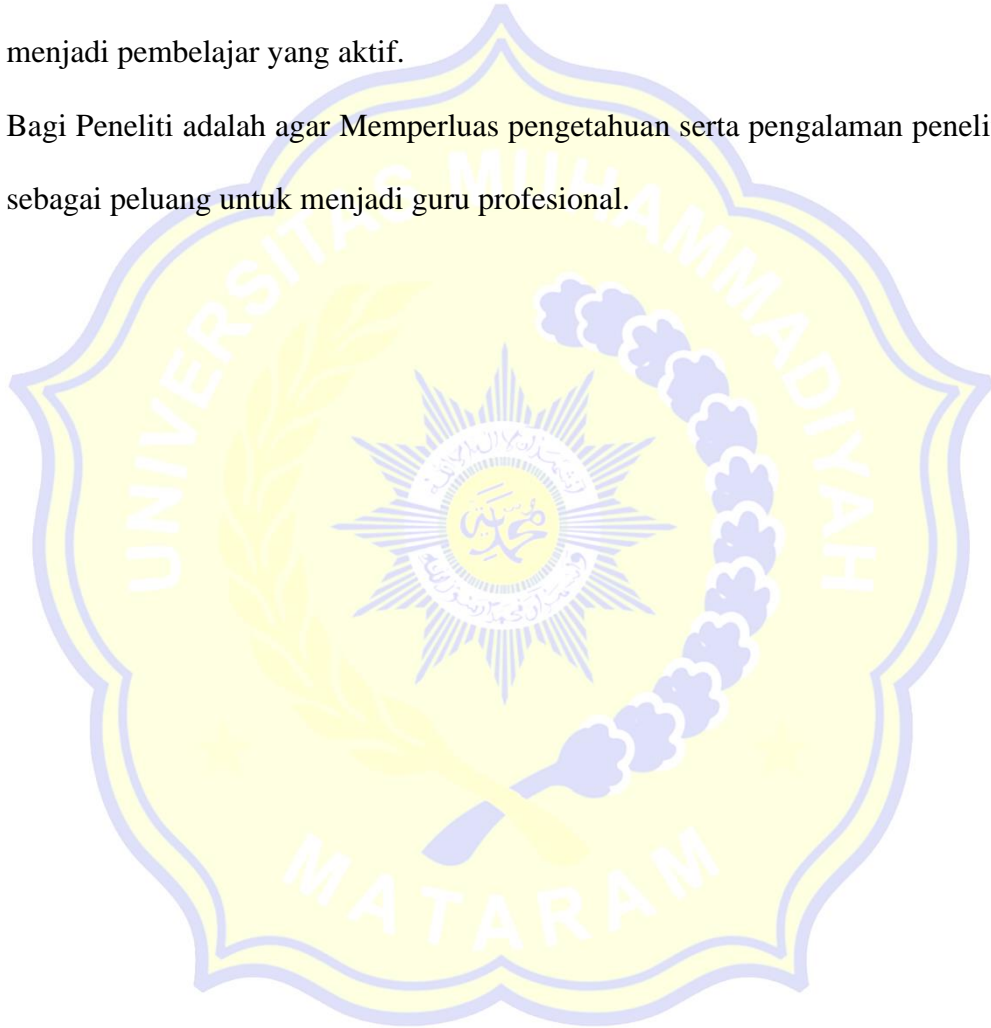 menjadi pembelajar yang aktif.
Bagi Peneliti adalah agar Memperluas pengetahuan serta pengalaman peneli
sebagai peluang untuk menjadi guru profesional.
UNIVERSITAS MUHAMMADIYAH
MATARAM